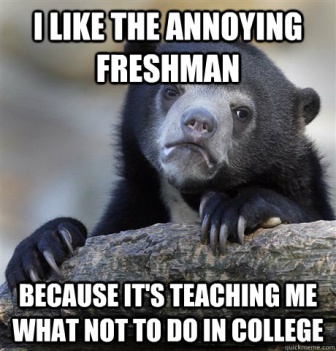 I LIKE THE ANNOYING
FRESHMAN
BECAUSE IT'S TEACHING ME
WHAT NOT TO DO IN COLLEGE
quickmeme.com